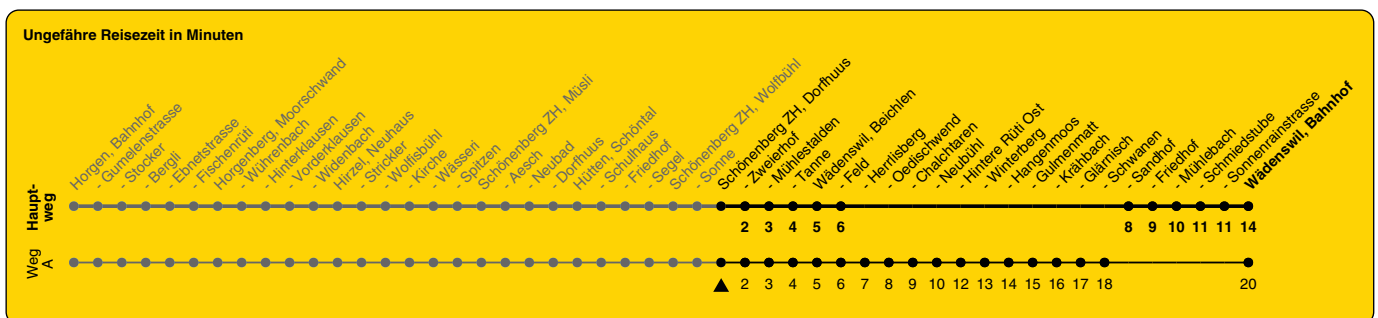 Ungefähre Reisezeit in Minuten
Horgen, Bahnhof
- Gumelenstrasse
- Stocker
- Bergli
- Ebnetstrasse
- Fischenrüti
Horgenberg, Moorschwand
- Würrenbach
- Hinterklausen
- Vorderklausen
- Widenbach
Hirzel, Neuhaus
- Strickler
- Wolfisbühl
- Kirche
- Wässeri
- Spitzen
Schönenberg ZH, Müsli
- Aesch
- Neubad
- Dorfhuus
Hütten, Schöntal
- Schulhaus
- Friedhof
- Segel
Schönenberg ZH, Wolfbühl
- Sonne
Schönenberg ZH, Dorfhuus
- Zweierhof
- Mühlestalden
- Tanne
Wädenswil, Beichlen
- Feld
- Herrlisberg
- Oedischwend
- Chalchtaren
- Neubühl
- Hintere Rüti Ost
- Winterberg
- Hangenmoos
- Gulmenmatt
- Krähbach
- Glärnisch
- Schwanen
- Sandhof
- Friedhof
- Mühlebach
- Schmiedstube
- Sonnenrainstrasse
Wädenswil, Bahnhof
Haupt-
weg
2 3 4 5 6 8 9 10 11 11 14
Weg
A
2 3 4 5 6 7 8 9 10 12 13 14 15 16 17 18 20